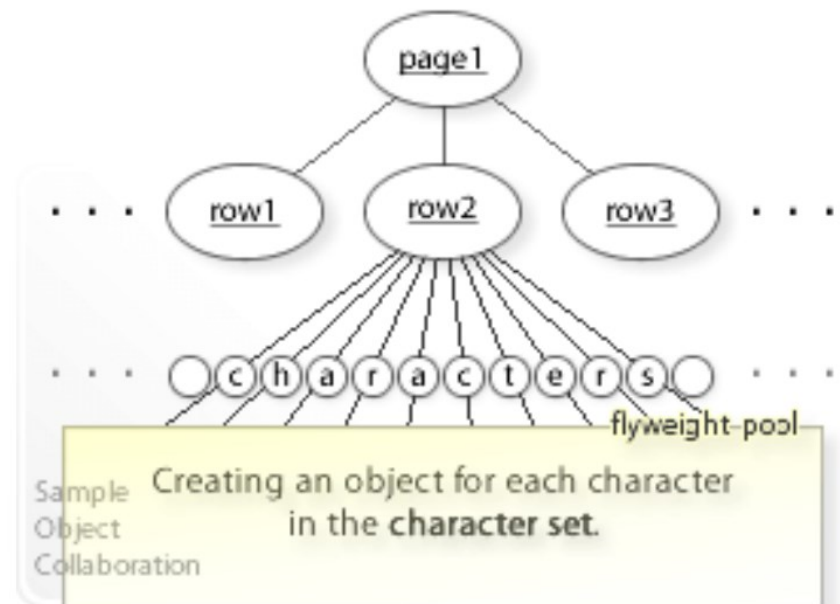 page1
row1 row2 row3
c h a r a c t e r s
flyweight pool
Creating an object for each character
in the character set.
Sample
Object
Collaboration